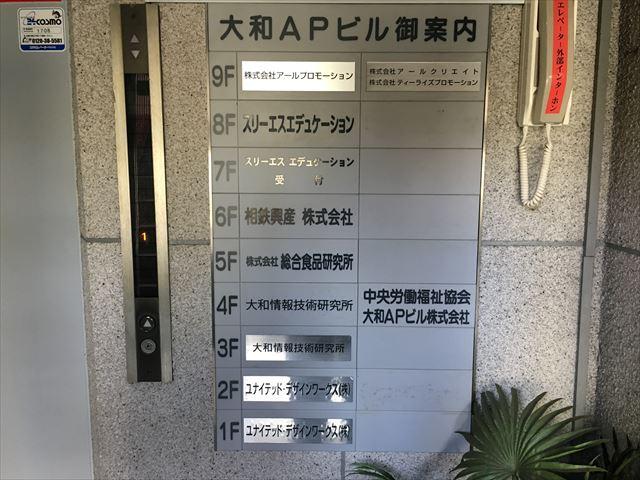 大和APビル御案内
9F 株式会社アールプロモーション 株式会社 アールクリエイト
株式会社 ティーライズプロモーション
8F スリーエスエデュケーション
7F スリーエス エデュケーション
受 付
6F 相鉄興産 株式会社
5F 株式会社 総合食品研究所
4F 大和情報技術研究所 中央労働福祉協会
大和APビル株式会社
3F 大和情報技術研究所
2F ユナイテッド・デザインワークス(株)
1F ユナイテッド・デザインワークス(株)
エレベーター外部インターホン
1
COSMO
1708
0120-38-5581